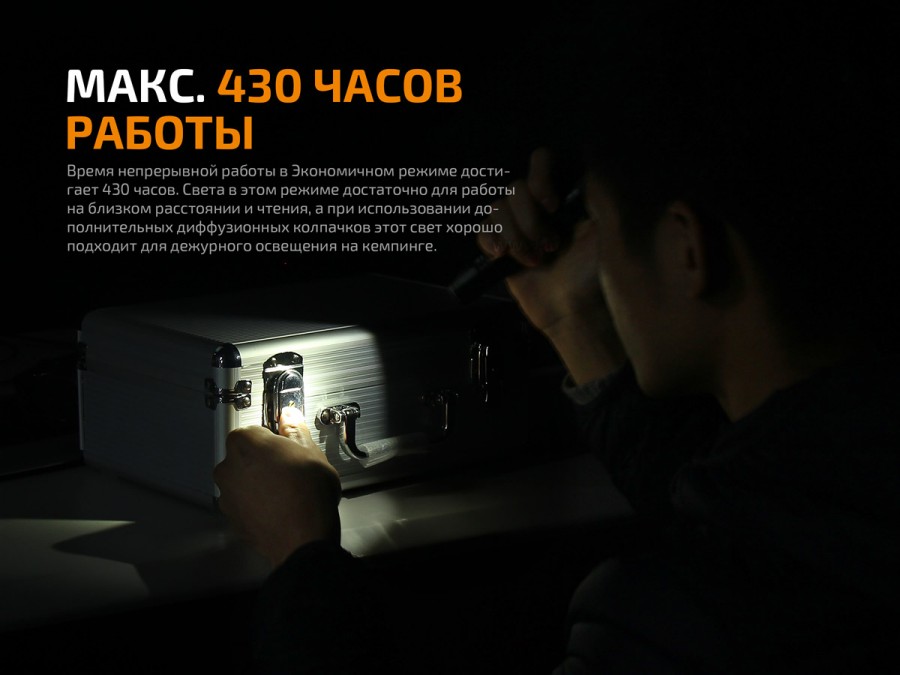 МАКС. 430 ЧАСОВ
РАБОТЫ
Время непрерывной работы в Экономичном режиме дости-
гает 430 часов. Света в этом режиме достаточно для работы
на близком расстоянии и чтения, а при использовании до-
полнительных диффузионных колпачков этот свет хорошо
подходит для дежурного освещения на кемпинге.